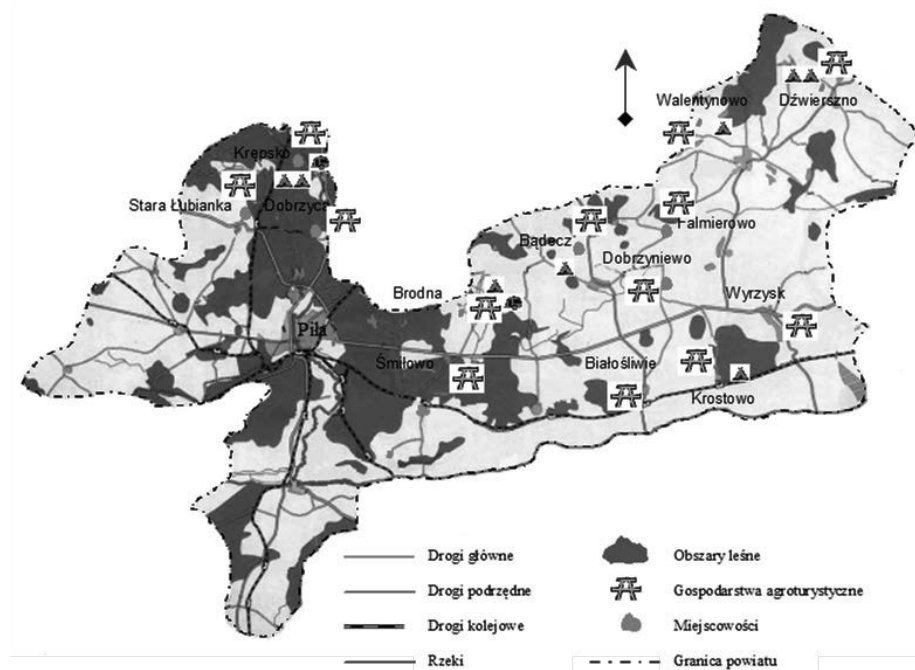 Walentynowo
Dźwierszno
Krępsko
Stara Łubianka
Dobrzyca
Falmierowo
Bądecz
Dobrzyniewo
Brodna
Wyrzysk
Piła
Śmiłowo
Białośliwie
Krostowo
Drogi główne
Obszary leśne
Drogi podrzędne
Gospodarstwa agroturystyczne
Drogi kolejowe
Miejscowości
Rzeki
Granica powiatu